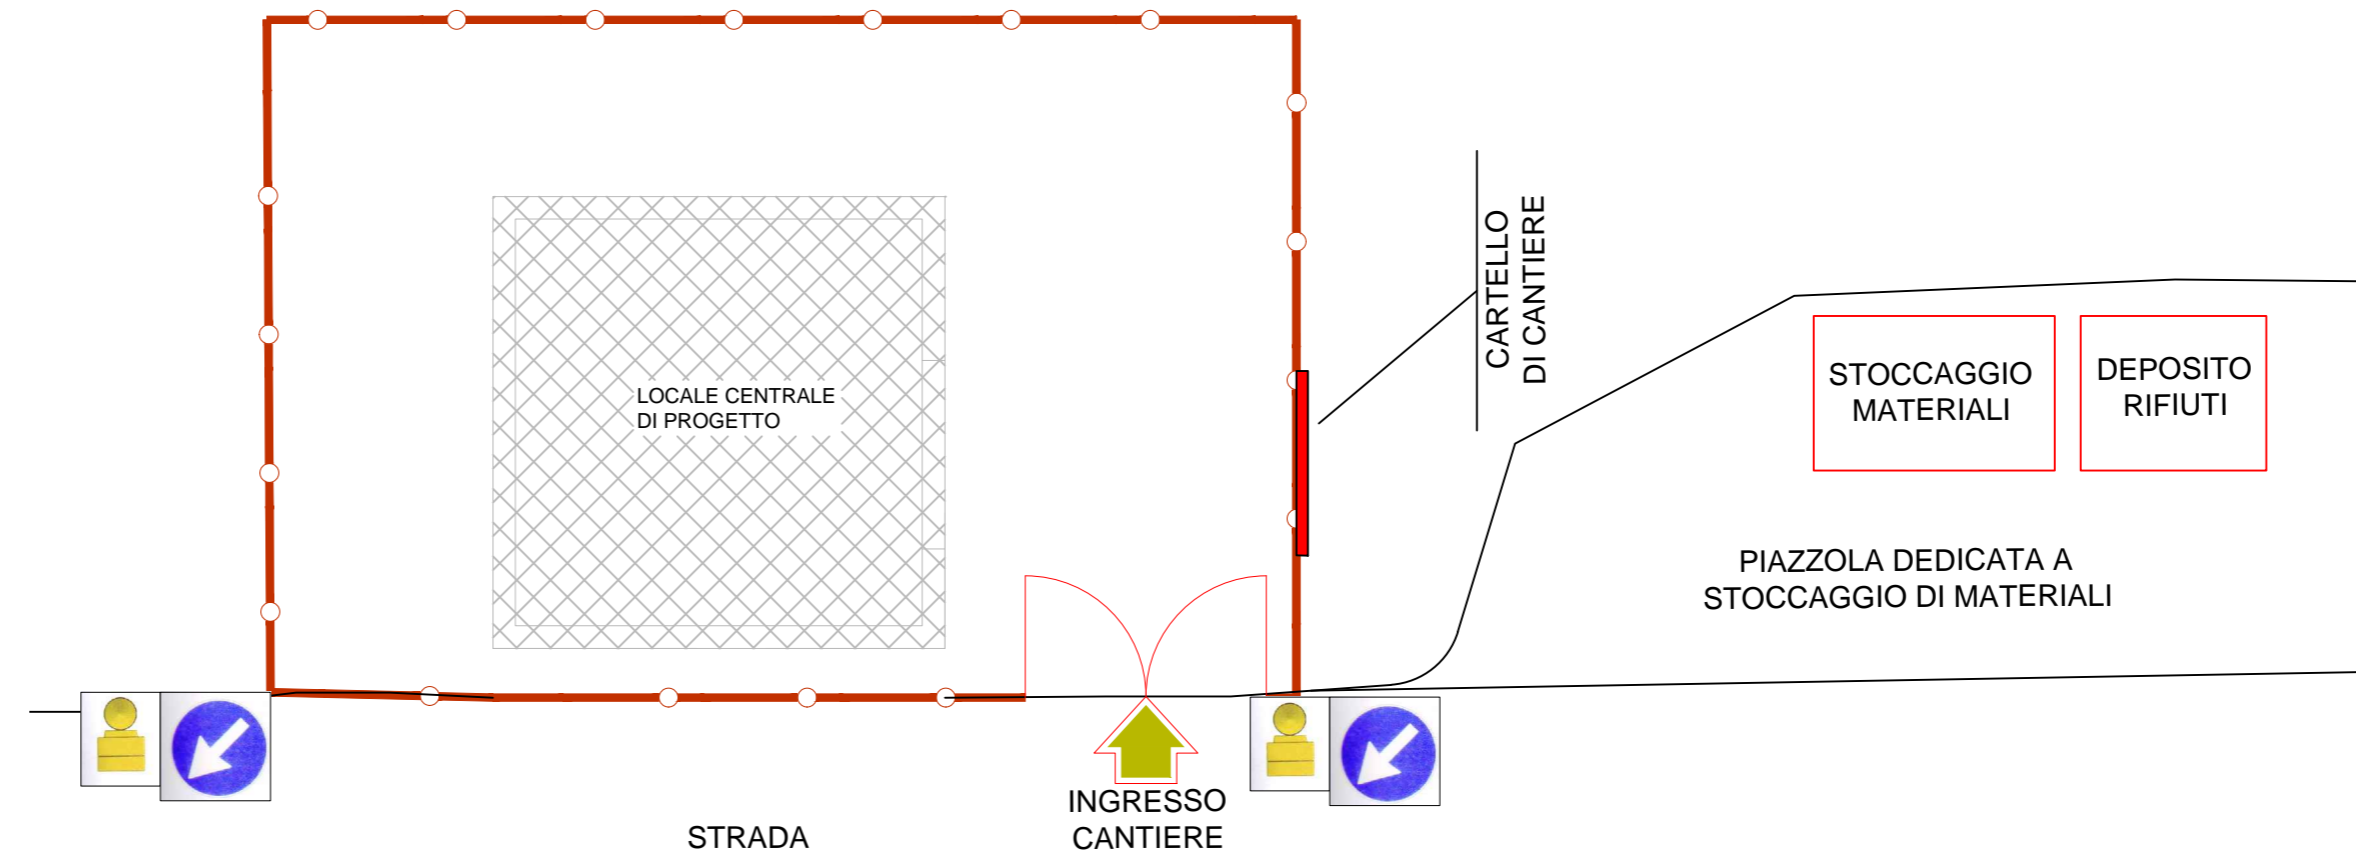 LOCALE CENTRALE
DI PROGETTO
CARTELLO
DI CANTIERE
STOCCAGGIO
MATERIALI
DEPOSITO
RIFIUTI
PIAZZOLA DEDICATA A
STOCCAGGIO DI MATERIALI
INGRESSO
CANTIERE
STRADA